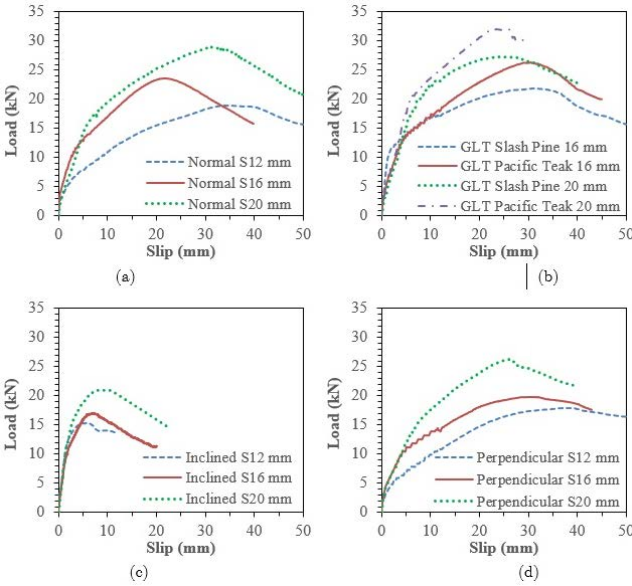 35
30
25
20
15
10
5
0
Load (kN)
Normal S12 mm
Normal S16 mm
Normal S20 mm
0 10 20 30 40 50
Slip (mm)
(a)
35
30
25
20
15
10
5
0
Load (kN)
GLT Slash Pine 16 mm
GLT Pacific Teak 16 mm
GLT Slash Pine 20 mm
GLT Pacific Teak 20 mm
0 10 20 30 40 50
Slip (mm)
(b)
35
30
25
20
15
10
5
0
Load (kN)
Inclined S12 mm
Inclined S16 mm
Inclined S20 mm
0 10 20 30 40 50
Slip (mm)
(c)
35
30
25
20
15
10
5
0
Load (kN)
Perpendicular S12 mm
Perpendicular S16 mm
Perpendicular S20 mm
0 10 20 30 40 50
Slip (mm)
(d)